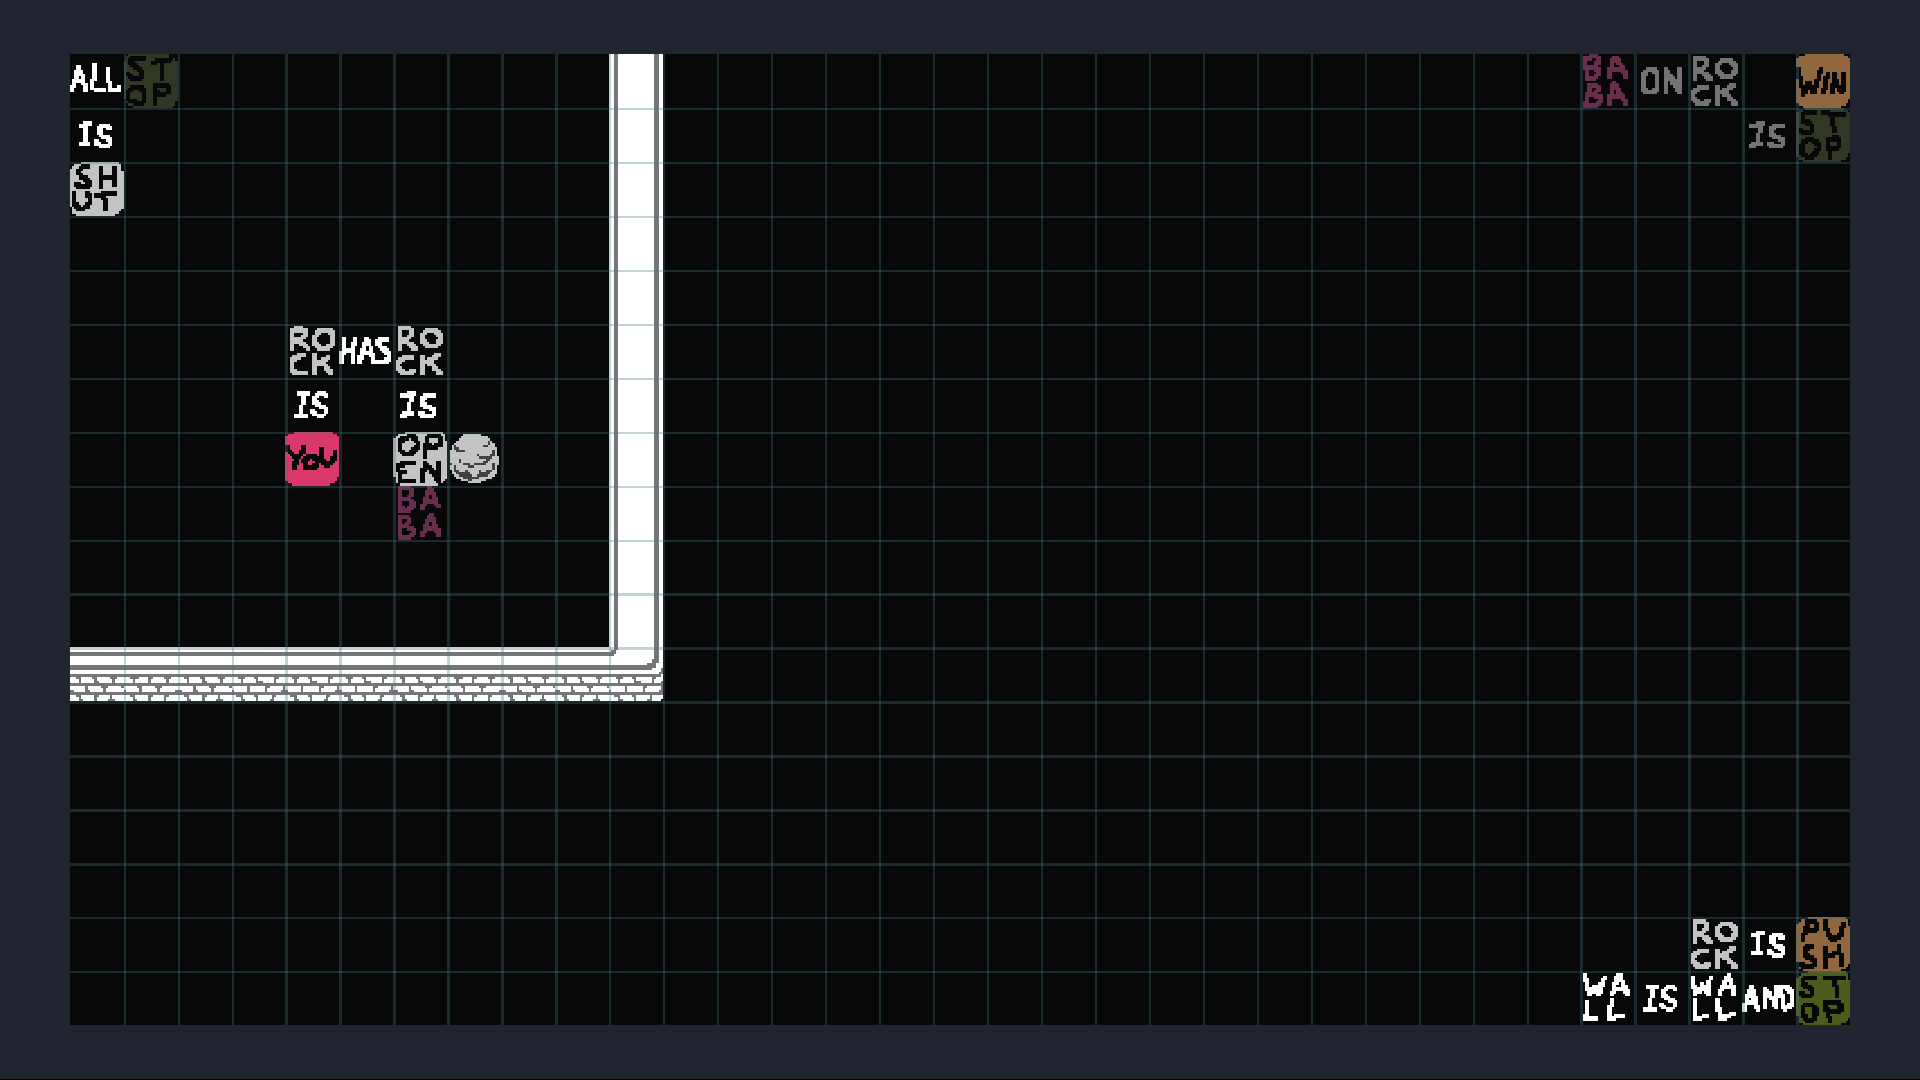 ALL STOP BABA ON ROCK WIN
IS IS STOP
SHUT
ROCK HAS ROCK
IS IS
YOU OPEN
BABA
ROCK IS PUSH
WALL IS WALL AND STOP